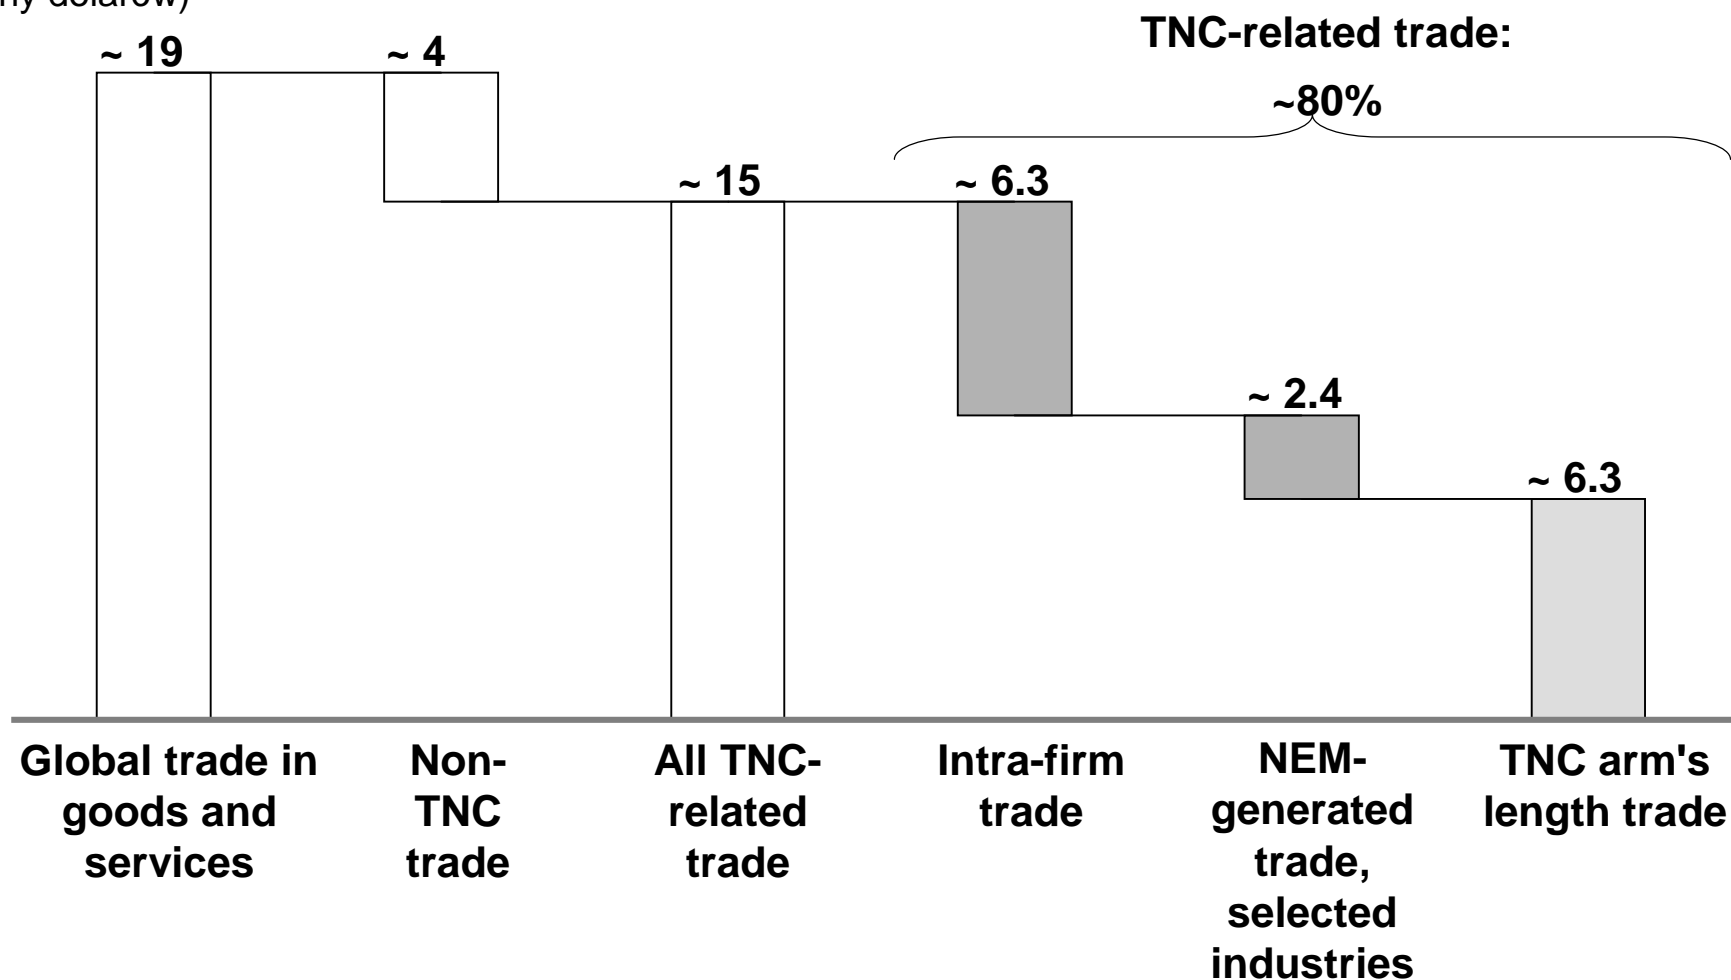 dolarów)
TNC-related trade:
~ 19
~ 4
~80%
~ 15
~ 6.3
~ 2.4
~ 6.3
Global trade in
goods and
services
Non-
TNC
trade
All TNC-
related
trade
Intra-firm
trade
NEM-
generated
trade,
selected
industries
TNC arm's
length trade